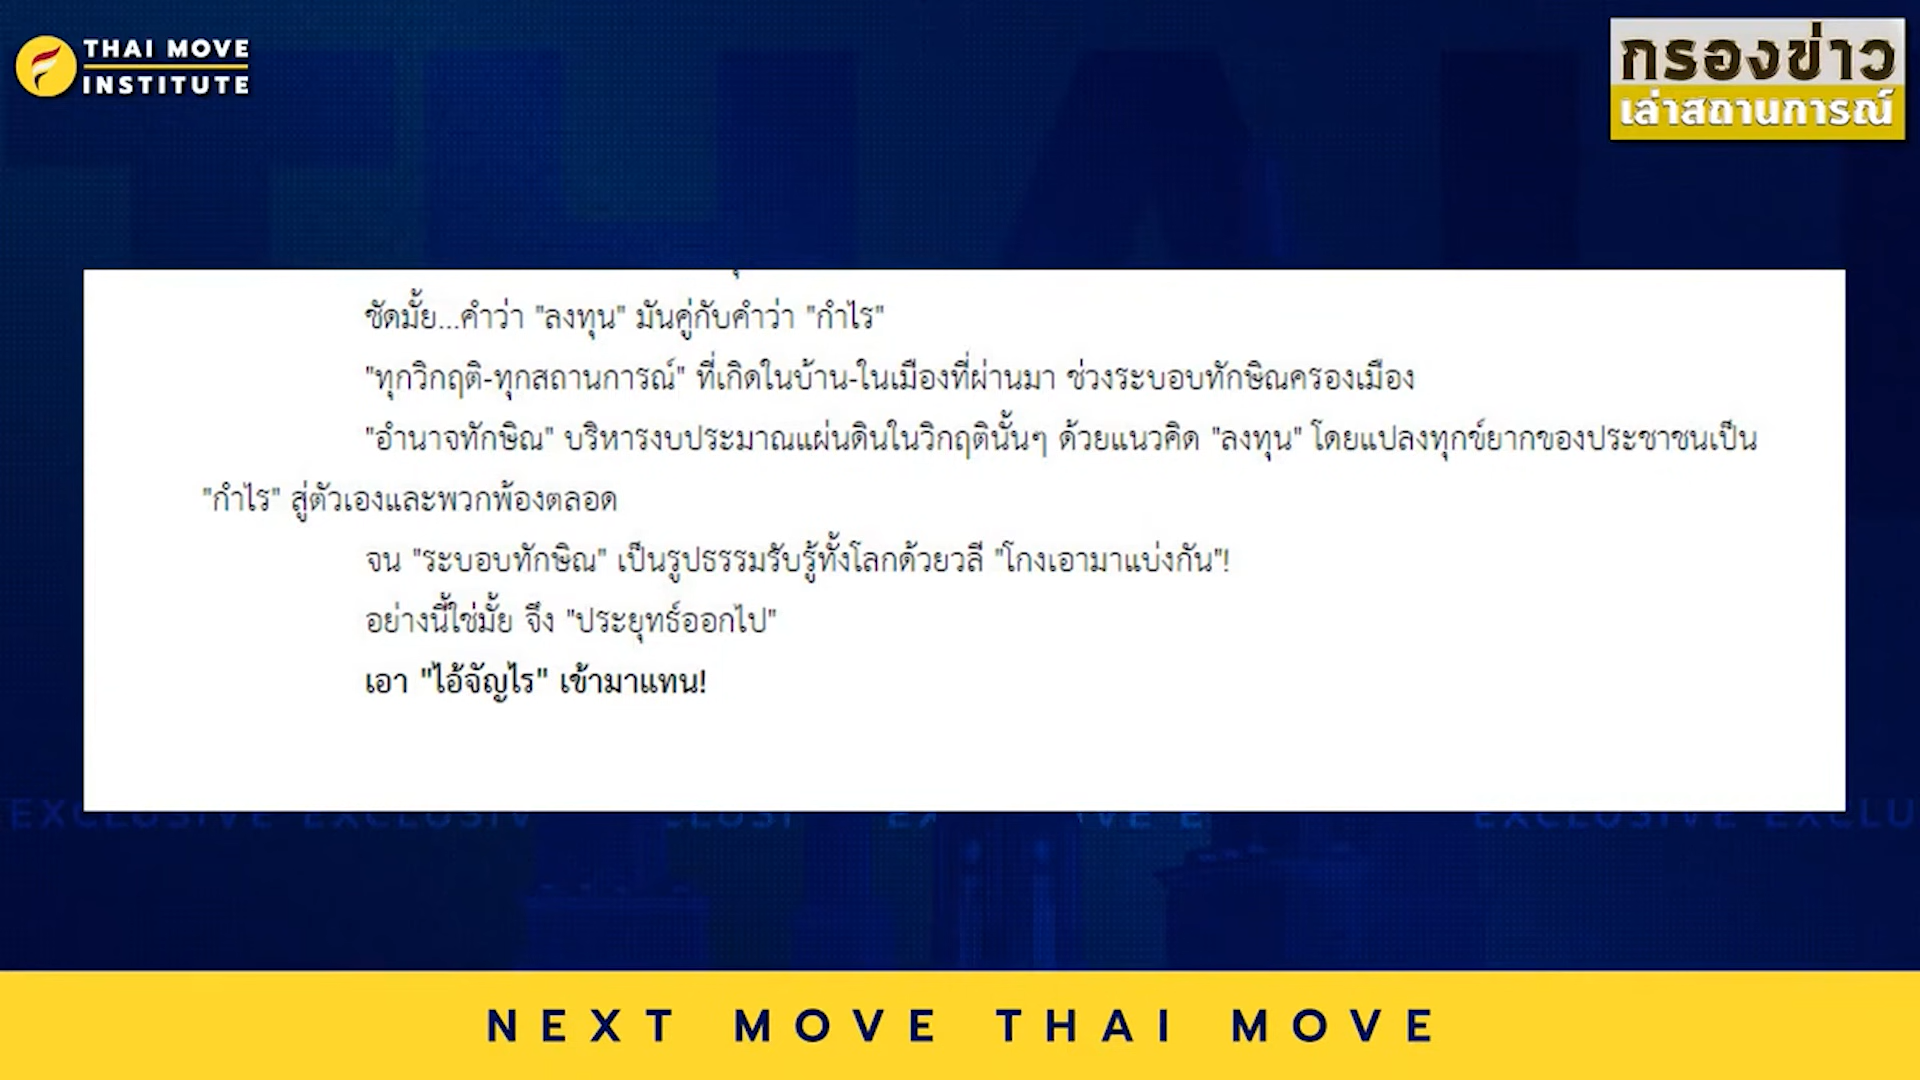 THAI MOVE
INSTITUTE
กรองข่าว
เล่าสถานการณ์
ชัดมั้ย...คำว่า "ลงทุน" มันคู่กับคำว่า "กำไร"
"ทุกวิกฤติ-ทุกสถานการณ์" ที่เกิดในบ้าน-ในเมืองที่ผ่านมา ช่วงระบอบทักษิณครองเมือง
"อำนาจทักษิณ" บริหารงบประมาณแผ่นดินในวิกฤตินั้นๆ ด้วยแนวคิด "ลงทุน" โดยแปลงทุกข์ยากของประชาชนเป็น
"กำไร" สู่ตัวเองและพวกพ้องตลอด
จน "ระบอบทักษิณ" เป็นรูปธรรมรับรู้ทั้งโลกด้วยวลี "โกงเอามาแบ่งกัน"!
อย่างนี้ใช่มั้ย จึง "ประยุทธ์ออกไป"
เอา "ไอ้จัญไร" เข้ามาแทน!
EXCLUSIVE EXCLUSIV
EXCLUSIVE EXCLU
NEXT MOVE THAI MOVE